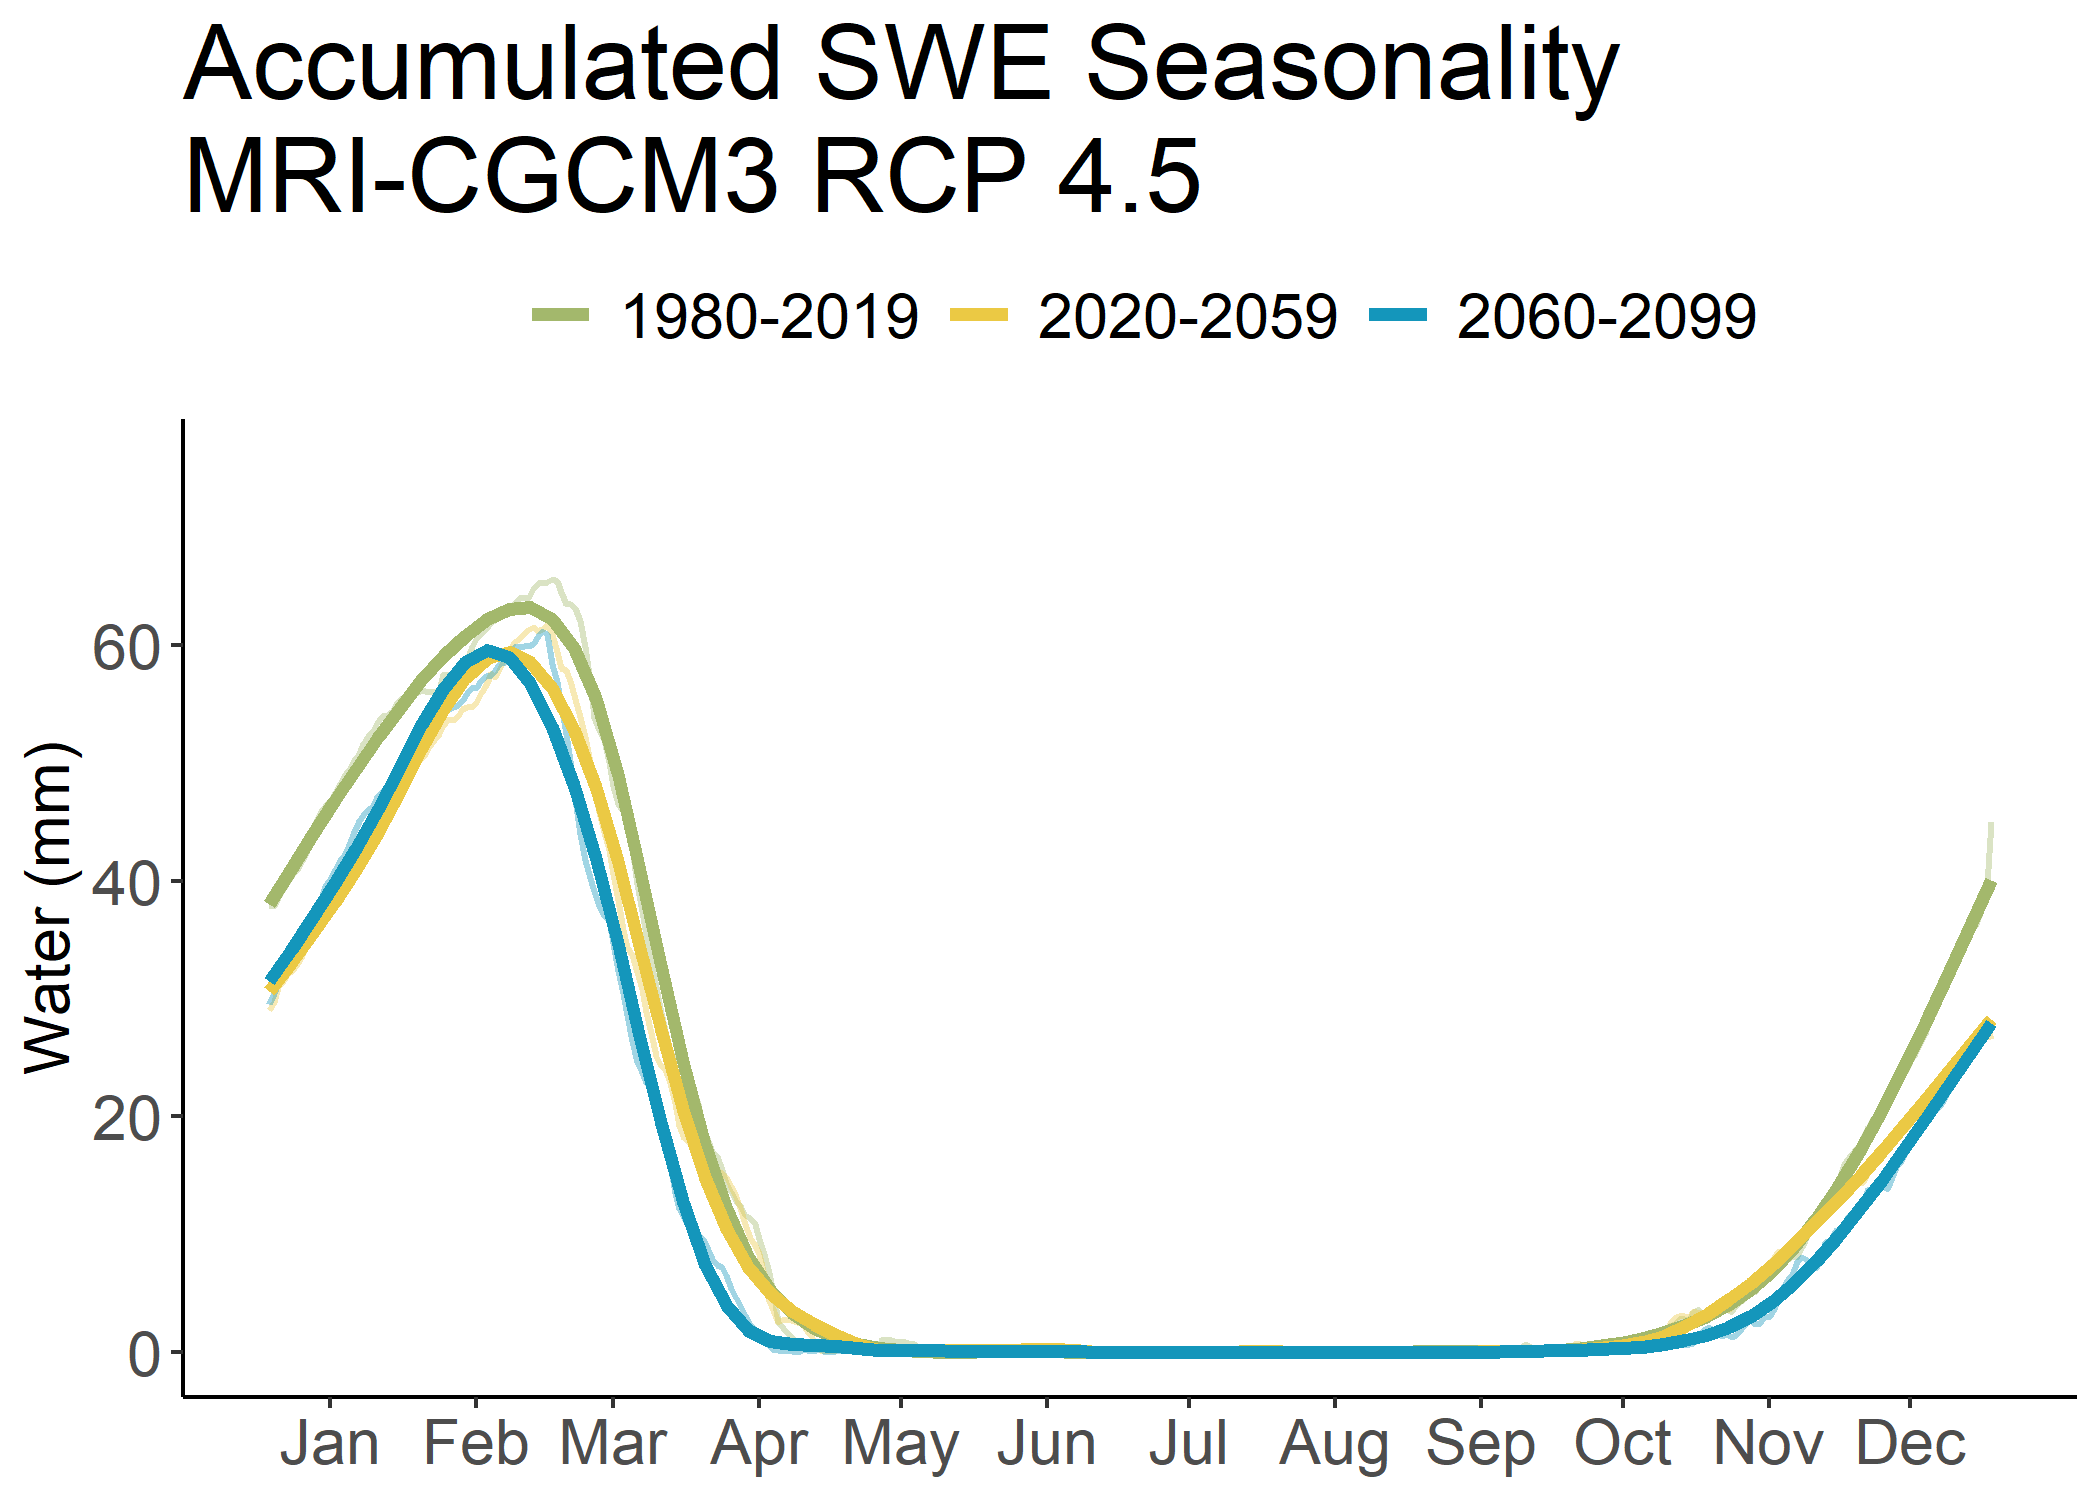 Accumulated SWE Seasonality
MRI-CGCM3 RCP 4.5
1980-2019 2020-2059 2060-2099
Water (mm)
60
40
20
0
Jan Feb Mar Apr May Jun Jul Aug Sep Oct Nov Dec